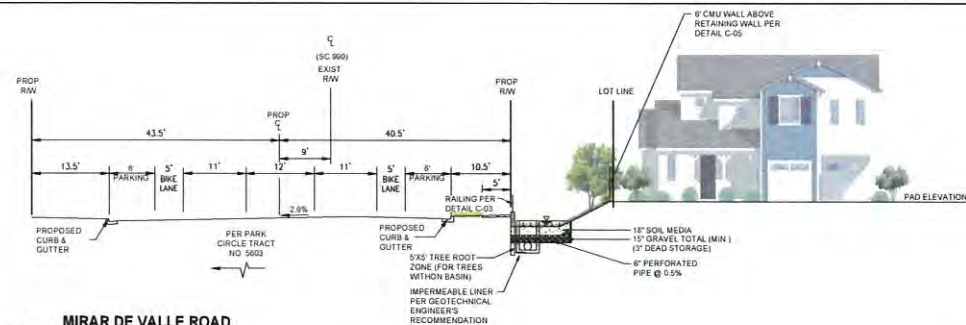 6' CMU WALL ABOVE
RETAINING WALL PER
DETAIL C-05
℄
(SC 990)
EXIST
R/W
PROP
R/W
PROP
℄
PROP
R/W
LOT LINE
43.5'
40.5'
9'
13.5'
8'
PARKING
5'
BIKE
LANE
11'
12'
11'
5'
BIKE
LANE
8'
PARKING
10.5'
5'
RAILING PER
DETAIL C-03
2.0%
PAD ELEVATION
PROPOSED
CURB &
GUTTER
PER PARK
CIRCLE TRACT
NO 5603
PROPOSED
CURB &
GUTTER
18" SOIL MEDIA
15" GRAVEL TOTAL (MIN.)
(3" DEAD STORAGE)
6" PERFORATED
PIPE @ 0.5%
5'X5' TREE ROOT
ZONE (FOR TREES
WITHON BASIN)
IMPERMEABLE LINER
PER GEOTECHNICAL
ENGINEER'S
RECOMMENDATION
MIRAR DE VALLE ROAD